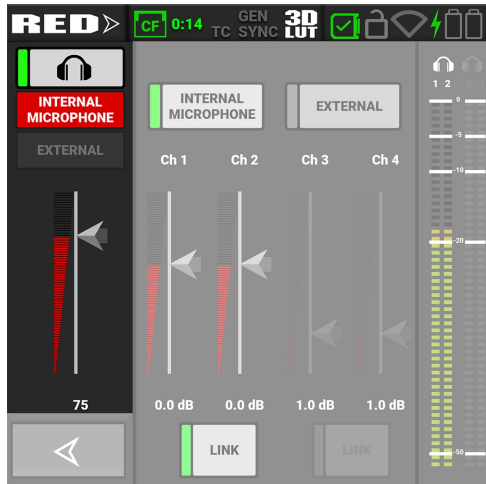 RED
CF 0:14
GEN
TC SYNC
3D
LUT
1 2 3 4
INTERNAL
MICROPHONE
EXTERNAL
INTERNAL
MICROPHONE
EXTERNAL
Ch 1 Ch 2 Ch 3 Ch 4
0
-5
-10
-20
-50
75 0.0 dB 0.0 dB 1.0 dB 1.0 dB
LINK LINK